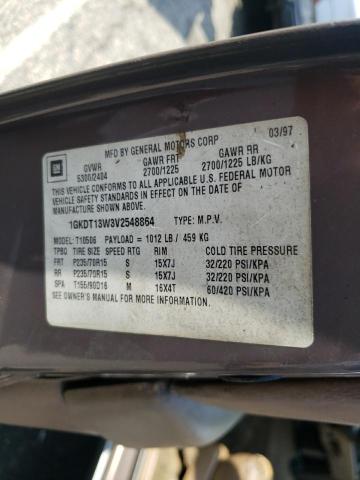 GM
MFD BY GENERAL MOTORS CORP 03/97
GVWR GAWR FRT GAWR RR
5300/2404 2700/1225 2700/1225 LB/KG
THIS VEHICLE CONFORMS TO ALL APPLICABLE U.S. FEDERAL MOTOR
VEHICLE SAFETY STANDARDS IN EFFECT ON THE DATE OF
MANUFACTURE SHOWN ABOVE.
1GKDT13W3V2548864 TYPE: M.P.V.
MODEL: T10506 PAYLOAD = 1012 LB / 459 KG
TPBO TIRE SIZE SPEED RTG RIM COLD TIRE PRESSURE
FRT P235/70R15 S 15X7J 32/220 PSI/KPA
RR P235/70R15 S 15X7J 32/220 PSI/KPA
SPA T155/90D16 M 16X4T 60/420 PSI/KPA
SEE OWNER'S MANUAL FOR MORE INFORMATION.